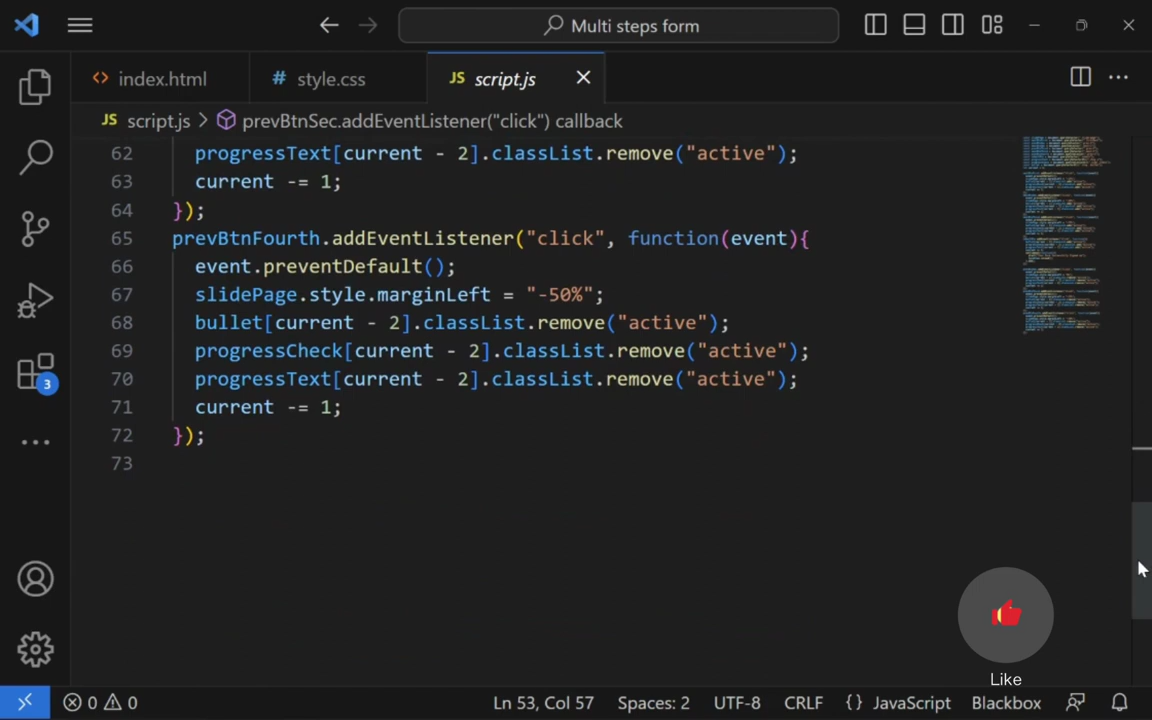 Multi steps form
index.html
# style.css
JS script.js
JS script.js > prevBtnSec.addEventListener("click") callback
62 progressText[current - 2].classList.remove("active");
63 current -= 1;
64 });
65 prevBtnFourth.addEventListener("click", function(event){
66 event.preventDefault();
67 slidePage.style.marginLeft = "-50%";
68 bullet[current - 2].classList.remove("active");
69 progressCheck[current - 2].classList.remove("active");
70 progressText[current - 2].classList.remove("active");
71 current -= 1;
72 });
73
3
Like
0 0 Ln 53, Col 57 Spaces: 2 UTF-8 CRLF {} JavaScript Blackbox